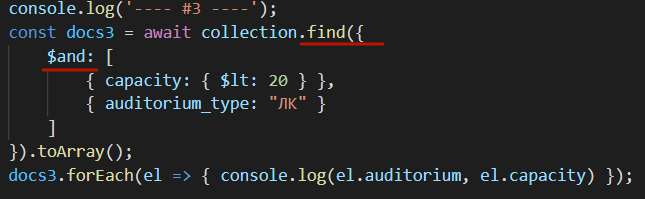 console.log('---- #3 ----');
const docs3 = await collection.find({
    $and: [
        { capacity: { $lt: 20 } },
        { auditorium_type: "ЛК" }
    ]
}).toArray();
docs3.forEach(el => { console.log(el.auditorium, el.capacity) });